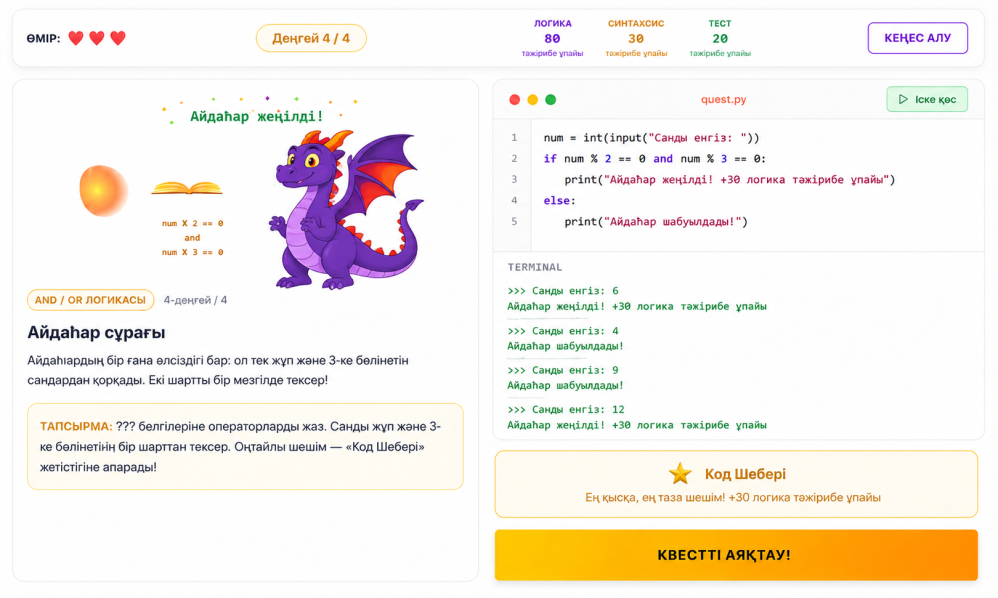 ӨМІР:
Деңгей 4 / 4
ЛОГИКА
80
тәжірибе ұпайы
СИНТАКСИС
30
тәжірибе ұпайы
ТЕСТ
20
тәжірибе ұпайы
КЕҢЕС АЛУ
Айдаһар жеңілді!
num X 2 == 0
and
num X 3 == 0
AND / OR ЛОГИКАСЫ
4-деңгей / 4
Айдаһар сұрағы
Айдаһардың бір ғана әлсіздігі бар: ол тек жұп және 3-ке бөлінетін
сандардан қорқады. Екі шартты бір мезгілде тексер!
ТАПСЫРМА: ??? белгілеріне операторларды жаз. Санды жұп және 3-
ке бөлінетінін бір шарттан тексер. Оңтайлы шешім — «Код Шебері»
жетістігіне апарады!
quest.py
Іске қос
1 num = int(input("Санды енгіз: "))
2 if num % 2 == 0 and num % 3 == 0:
3 print("Айдаһар жеңілді! +30 логика тәжірибе ұпайы")
4 else:
5 print("Айдаһар шабуылдады!")
TERMINAL
>>> Санды енгіз: 6
Айдаһар жеңілді! +30 логика тәжірибе ұпайы
>>> Санды енгіз: 4
Айдаһар шабуылдады!
>>> Санды енгіз: 9
Айдаһар шабуылдады!
>>> Санды енгіз: 12
Айдаһар жеңілді! +30 логика тәжірибе ұпайы
Код Шебері
Ең қысқа, ең таза шешім! +30 логика тәжірибе ұпайы
КВЕСТТІ АЯҚТАУ!